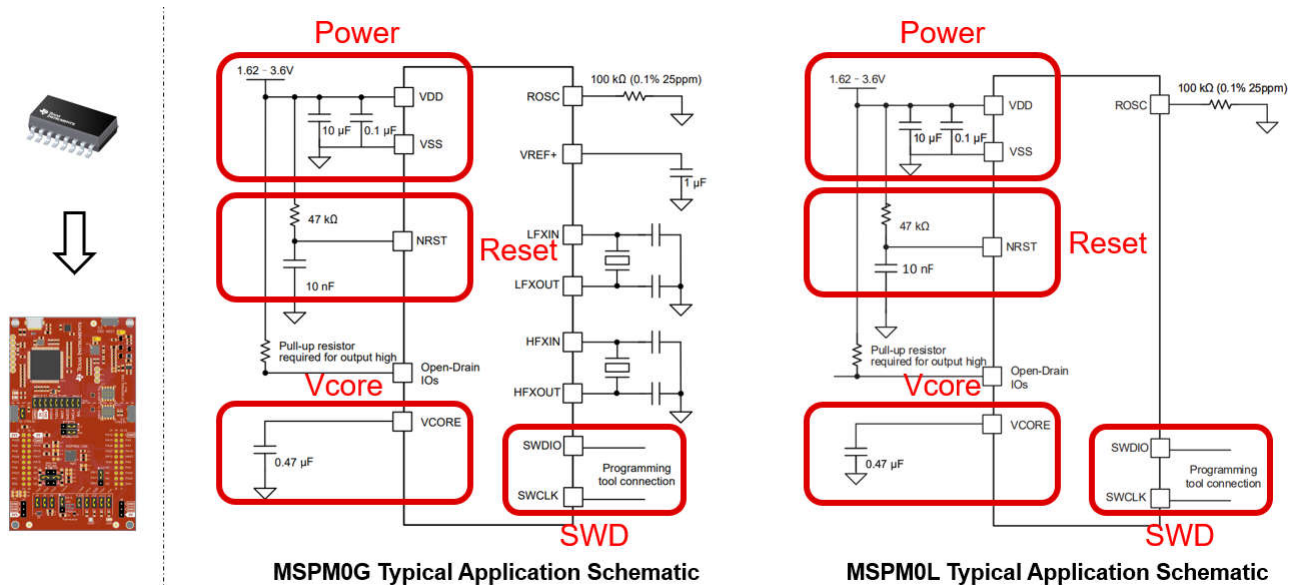 Power
1.62 - 3.6V
VDD
10 µF
0.1 µF
VSS
47 kΩ
NRST
Reset
10 nF
Pull-up resistor
required for output high
Open-Drain
IOs
Vcore
VCORE
0.47 µF
ROSC
100 kΩ (0.1% 25ppm)
VREF+
1 µF
LFXIN
LFXOUT
HFXIN
HFXOUT
SWDIO
Programming
tool connection
SWCLK
SWD
MSPM0G Typical Application Schematic
Power
1.62 - 3.6V
VDD
10 µF
0.1 µF
VSS
47 kΩ
NRST
Reset
10 nF
Pull-up resistor
required for output high
Open-Drain
IOs
Vcore
VCORE
0.47 µF
ROSC
100 kΩ (0.1% 25ppm)
SWDIO
Programming
tool connection
SWCLK
SWD
MSPM0L Typical Application Schematic
TEXAS INSTRUMENTS